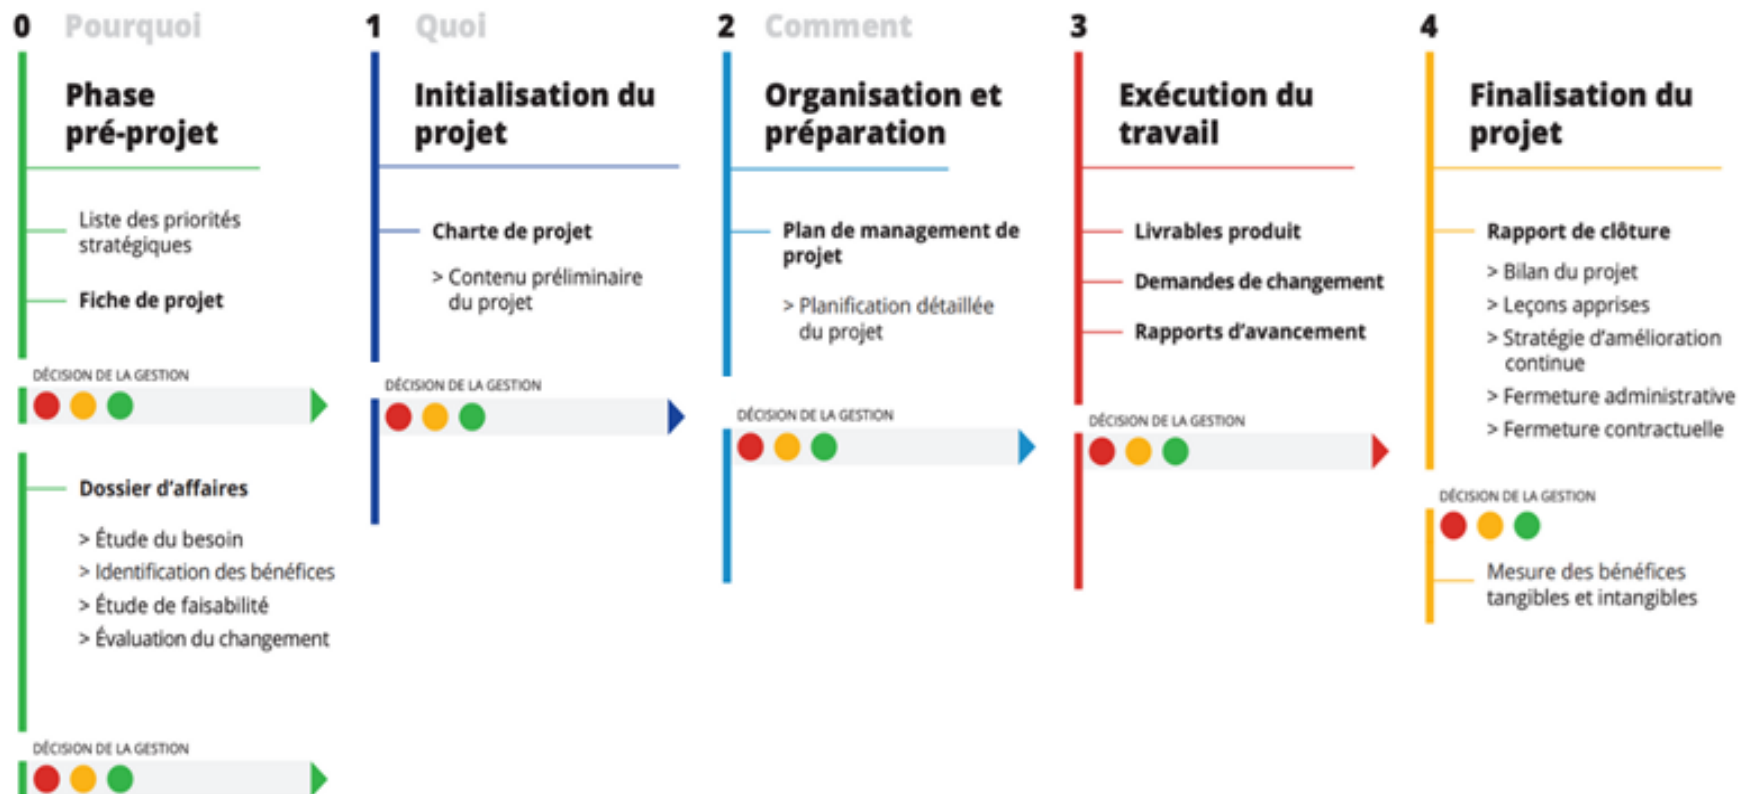 0 Pourquoi
Phase
pré-projet
Liste des priorités
stratégiques
Fiche de projet
DÉCISION DE LA GESTION
Dossier d'affaires
> Étude du besoin
> Identification des bénéfices
> Étude de faisabilité
> Évaluation du changement
DÉCISION DE LA GESTION
1 Quoi
Initialisation du
projet
Charte de projet
> Contenu préliminaire
du projet
DÉCISION DE LA GESTION
2 Comment
Organisation et
préparation
Plan de management de
projet
> Planification détaillée
du projet
DÉCISION DE LA GESTION
3
Exécution du
travail
Livrables produit
Demandes de changement
Rapports d'avancement
DÉCISION DE LA GESTION
4
Finalisation du
projet
Rapport de clôture
> Bilan du projet
> Leçons apprises
> Stratégie d'amélioration
continue
> Fermeture administrative
> Fermeture contractuelle
DÉCISION DE LA GESTION
Mesure des bénéfices
tangibles et intangibles